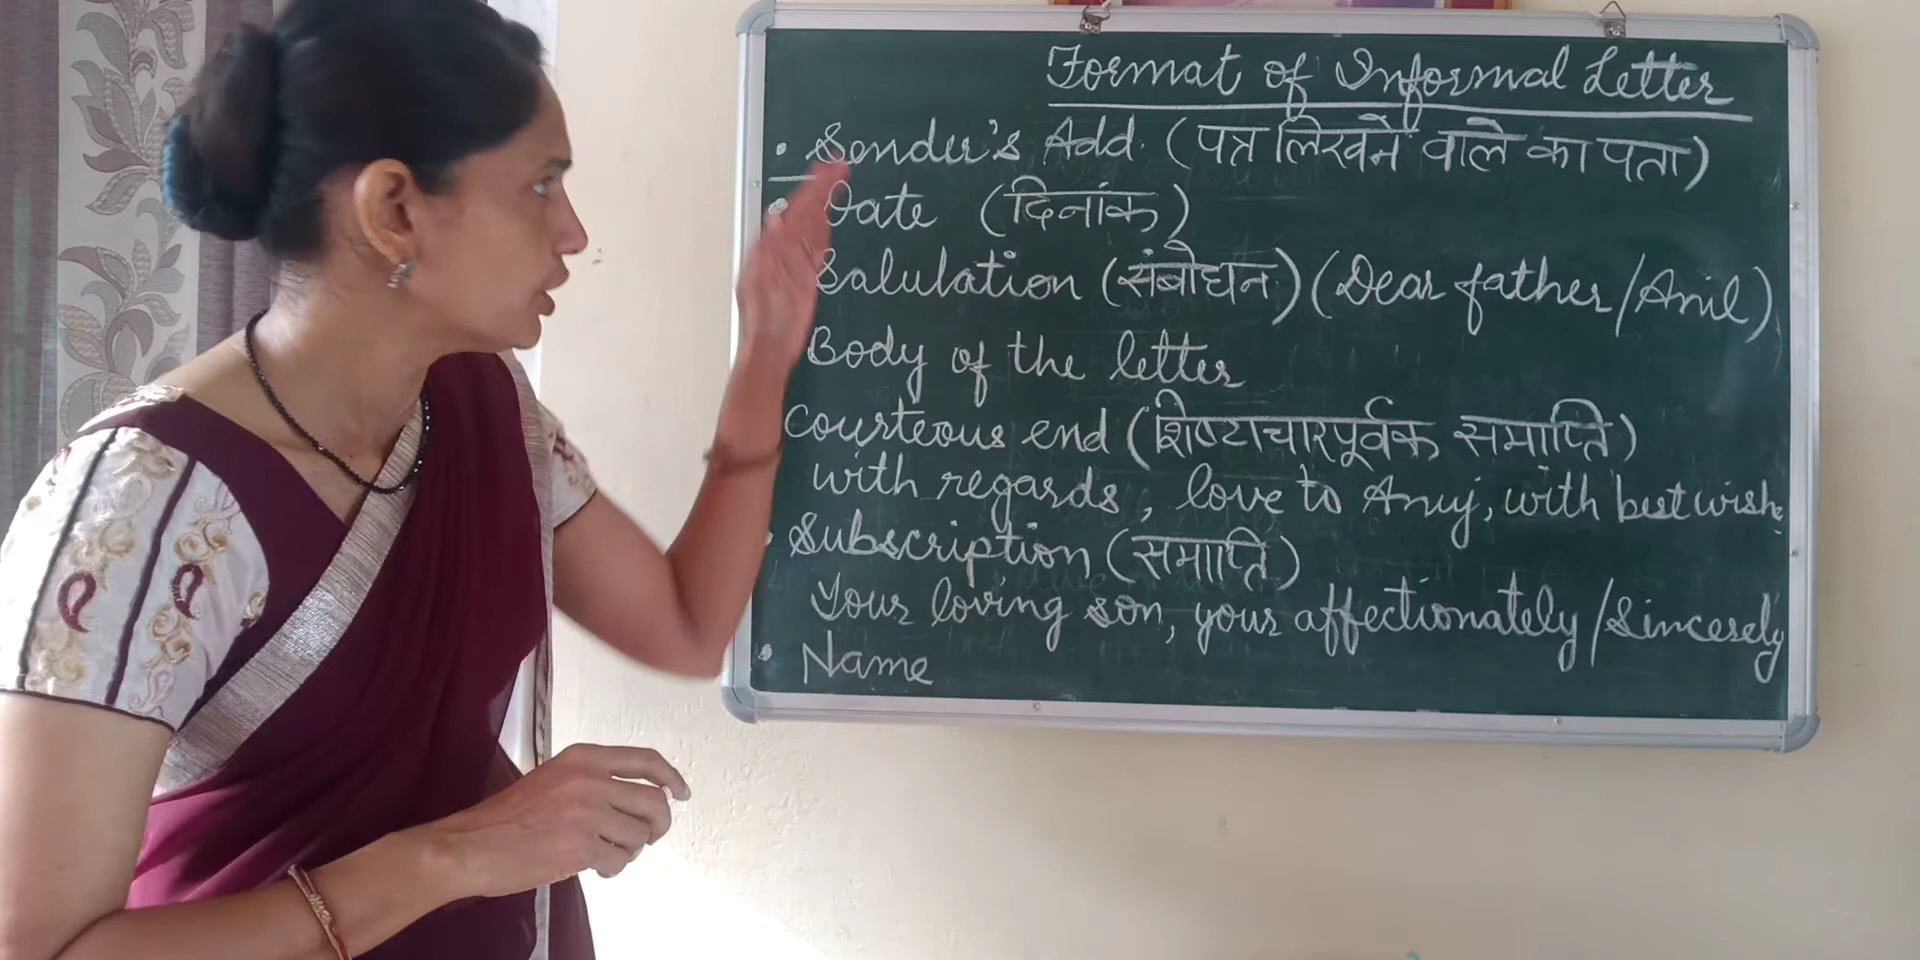 Format of Informal Letter
• Sender's Add. (पत्र लिखने वाले का पता)
• Date (दिनांक)
Salulation (संबोधन) (Dear father/Anil)
Body of the letter
Courteous end (शिष्टाचारपूर्वक समाप्ति)
with regards, love to Anuj, with best wishe
• Subscription (समाप्ति)
Your loving son, your affectionately/Sincerely
• Name